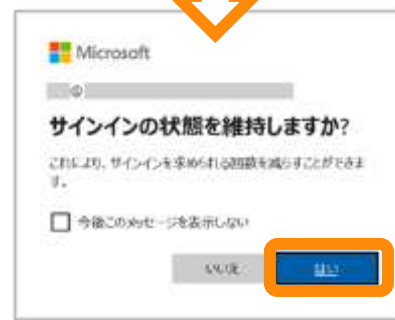 Microsoft
@
サインインの状態を維持しますか?
これにより、サインインを求められる回数を減らすことができま
す。
今後このメッセージを表示しない
いいえ
はい